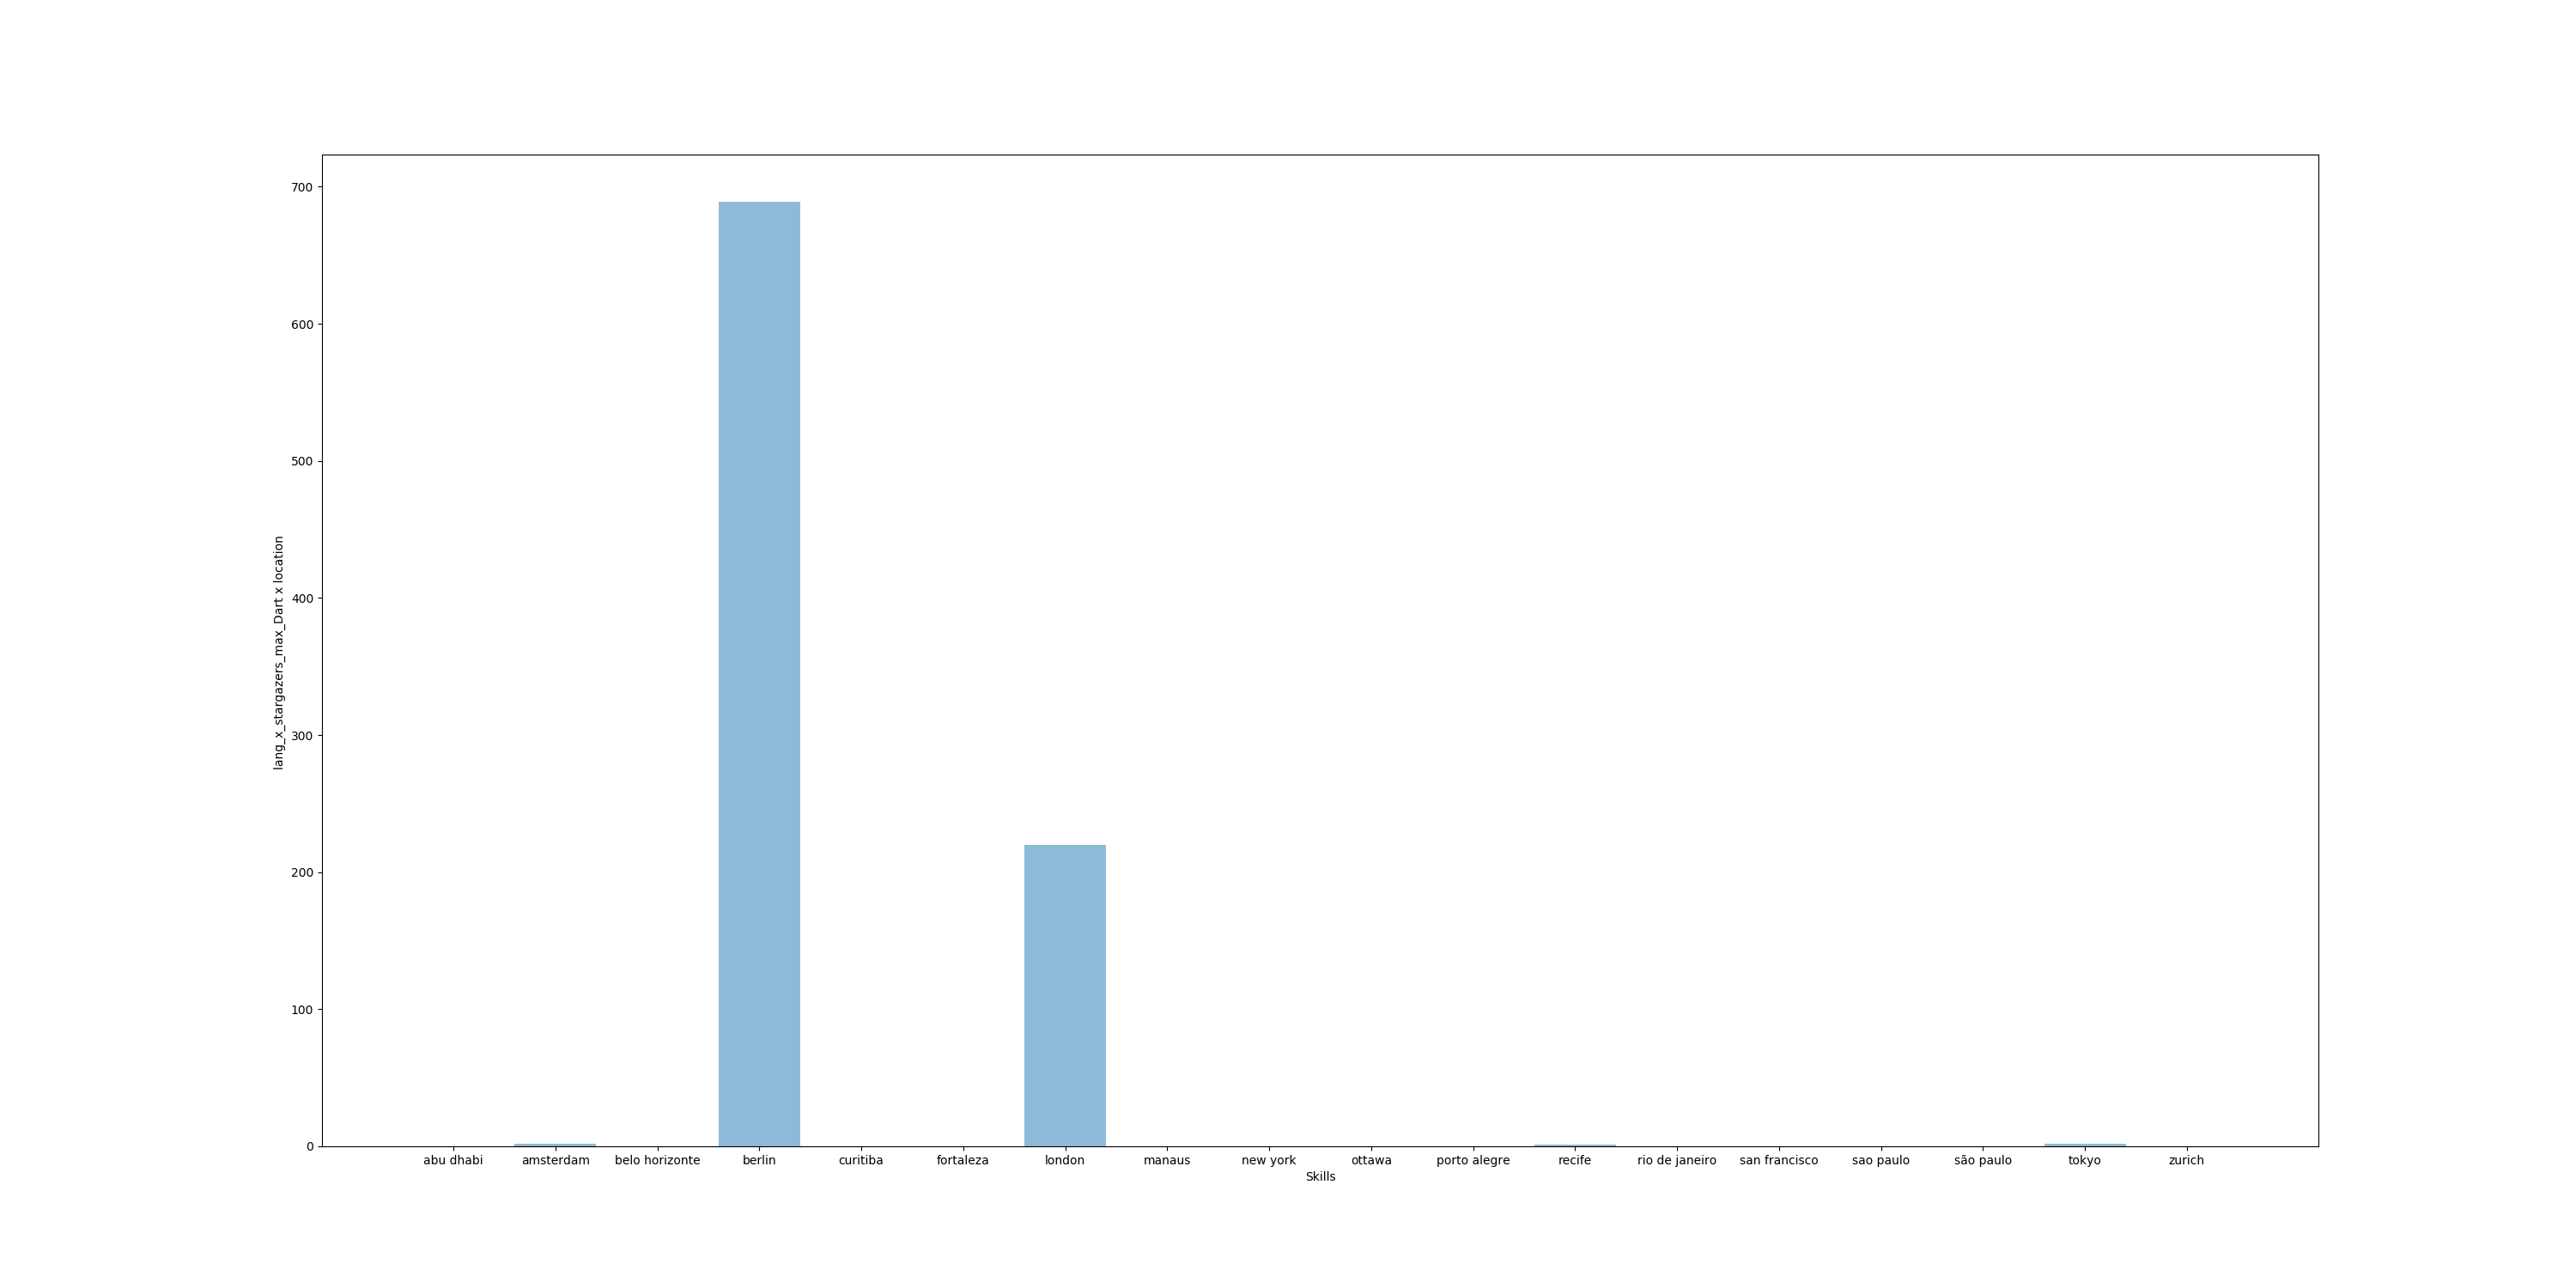 700
600
500
400
300
200
100
0
lang_x_stargazers_max_Dart x location
abu dhabi amsterdam belo horizonte berlin curitiba fortaleza london manaus new york ottawa porto alegre recife rio de janeiro san francisco sao paulo são paulo tokyo zurich
Skills